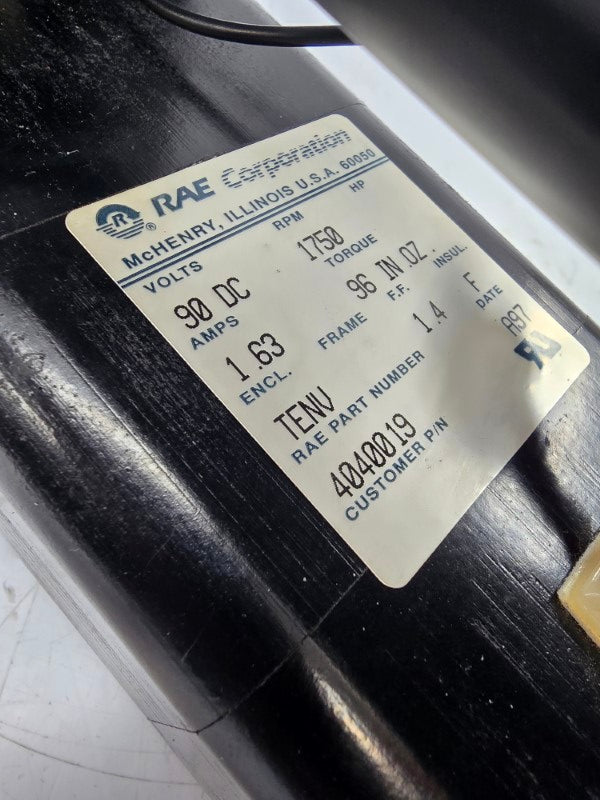 RAE Corporation
McHENRY, ILLINOIS U.S.A. 60050
VOLTS RPM HP
90 DC 1750
AMPS TORQUE
1.63 96 IN.OZ.
ENCL. FRAME F.F. INSUL.
TENV 1.4 F
RAE PART NUMBER DATE
4040019 A97
CUSTOMER P/N